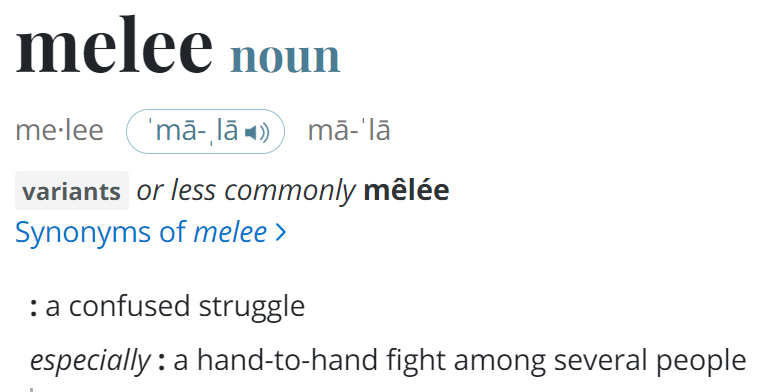 melee noun
me·lee ˈmā-ˌlā mā-ˈlā
variants or less commonly mêlée
Synonyms of melee >
: a confused struggle
especially : a hand-to-hand fight among several people